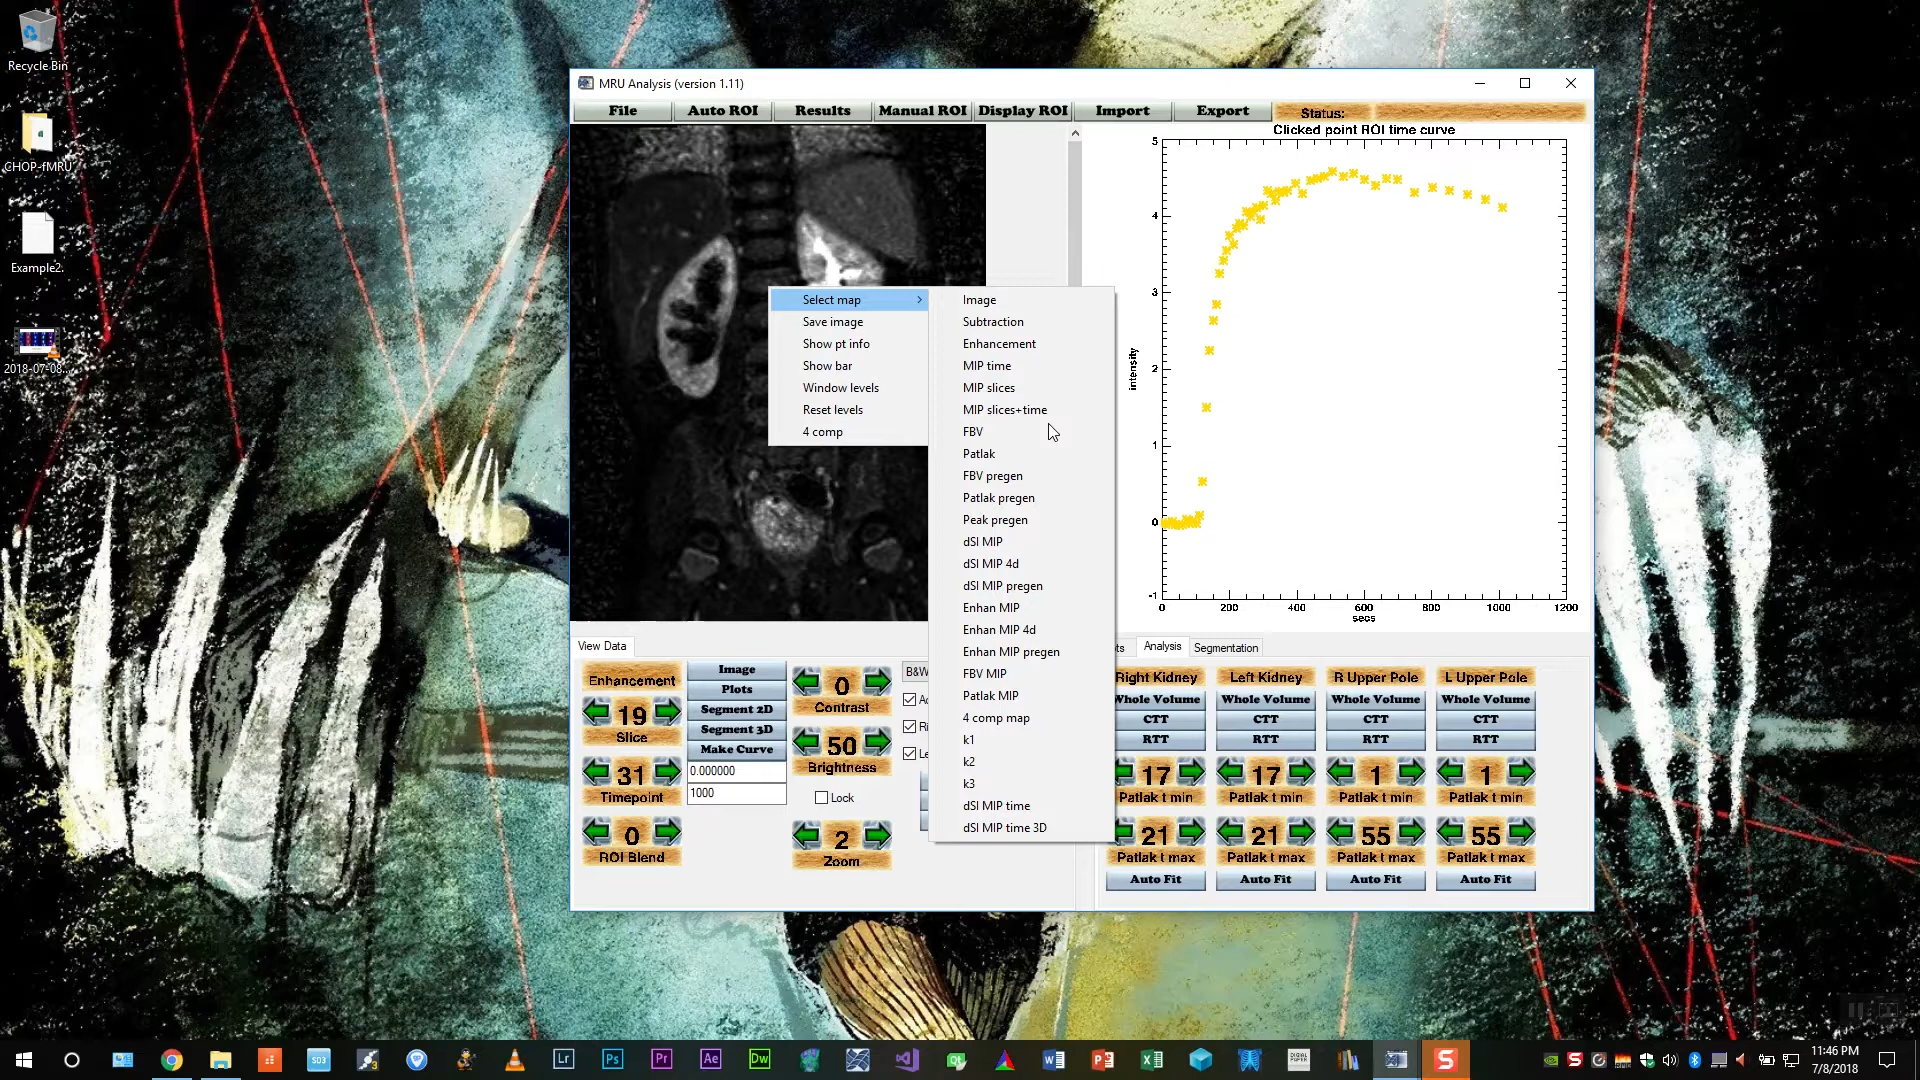 Recycle Bin
CHOP-fMRU
Example2.
2018-07-08...
MRU Analysis (version 1.11)
File
Auto ROI
Results
Manual ROI
Display ROI
Import
Export
Status:
Clicked point ROI time curve
5
4
3
2
1
0
-1
intensity
0
200
400
600
800
1000
1200
secs
Select map
Save image
Show pt info
Show bar
Window levels
Reset levels
4 comp
Image
Subtraction
Enhancement
MIP time
MIP slices
MIP slices+time
FBV
Patlak
FBV pregen
Patlak pregen
Peak pregen
dSI MIP
dSI MIP 4d
dSI MIP pregen
Enhan MIP
Enhan MIP 4d
Enhan MIP pregen
FBV MIP
Patlak MIP
4 comp map
k1
k2
k3
dSI MIP time
dSI MIP time 3D
View Data
Enhancement
19
Slice
31
Timepoint
0
ROI Blend
Image
Plots
Segment 2D
Segment 3D
Make Curve
0.000000
1000
0
Contrast
50
Brightness
Lock
2
Zoom
B&W
Analysis
Segmentation
Right Kidney
Left Kidney
R Upper Pole
L Upper Pole
Whole Volume
Whole Volume
Whole Volume
Whole Volume
CTT
CTT
CTT
CTT
RTT
RTT
RTT
RTT
17
17
1
1
Patlak t min
Patlak t min
Patlak t min
Patlak t min
21
21
55
55
Patlak t max
Patlak t max
Patlak t max
Patlak t max
Auto Fit
Auto Fit
Auto Fit
Auto Fit
SD3
Lr
Ps
Pr
Ae
Dw
11:46 PM
7/8/2018